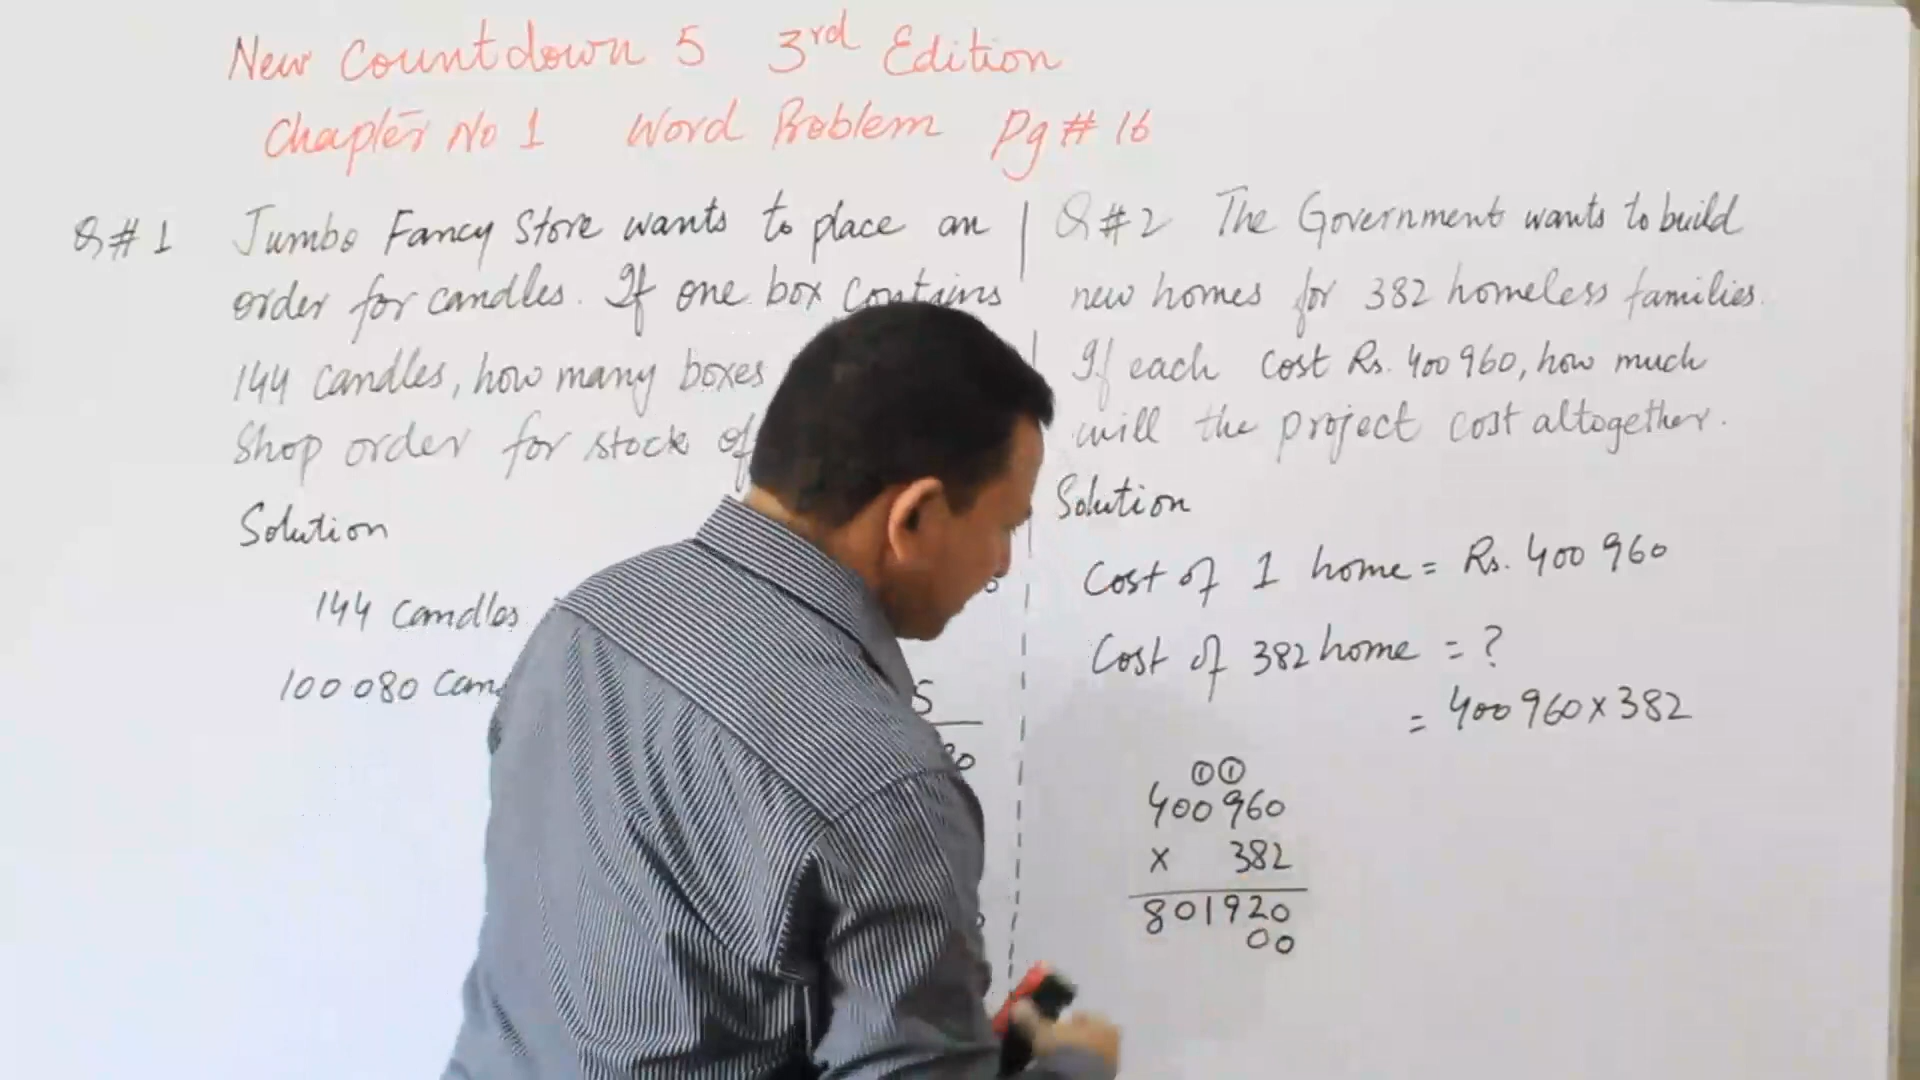 New Countdown 5 3rd Edition
Chapter No 1 Word Problem Pg # 16
Q# 1 Jumbo Fancy Store wants to place an
order for candles. If one box contains
144 candles, how many boxes
Shop order for stock of
Solution
144 candles
100 080
5
Q #2 The Government wants to build
new homes for 382 homeless families.
If each cost Rs. 400 960, how much
will the project cost altogether.
Solution
Cost of 1 home = Rs. 400 960
Cost of 382 home = ?
= 400 960 x 382
① ①
400 960
x 382
801920
00